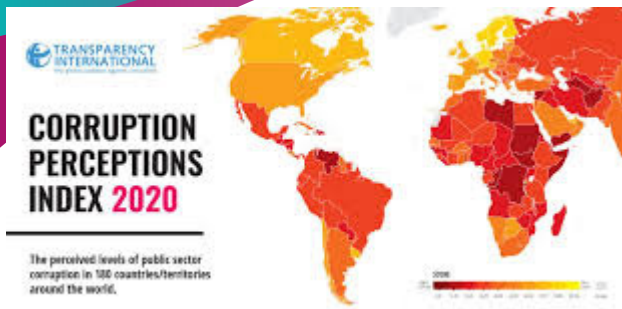 TRANSPARENCY
INTERNATIONAL
CORRUPTION
PERCEPTIONS
INDEX 2020
The perceived levels of public sector
corruption in 180 countries/territories
around the world.
SCORE